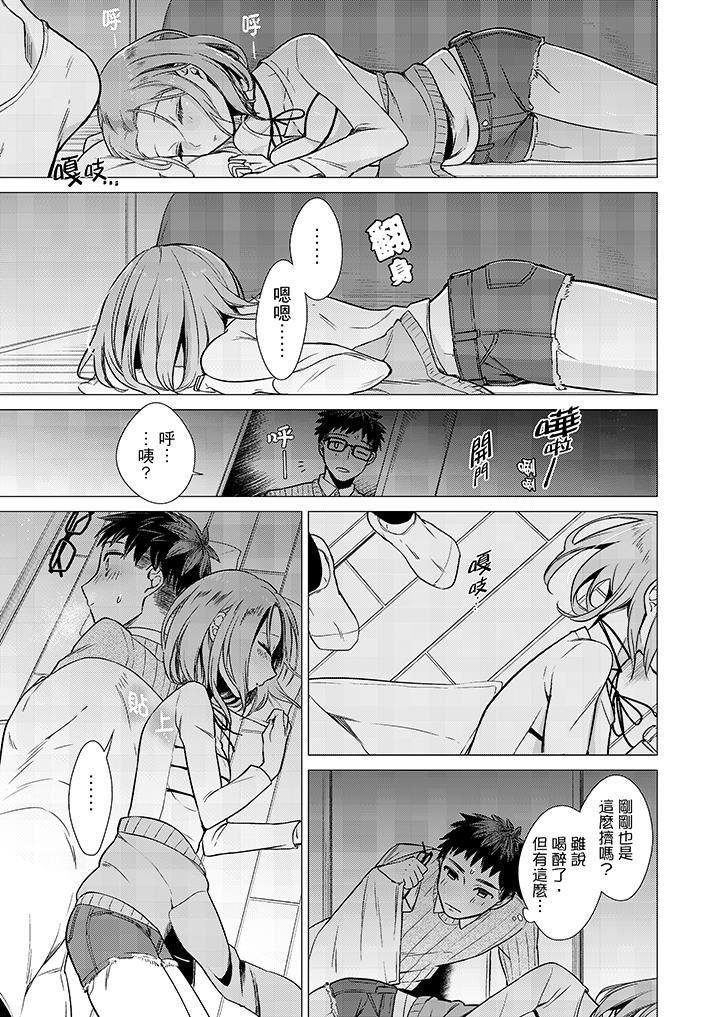 呼
呼
嘎吱…
翻身
……
嗯嗯……
嘩啦
開門
呼
呼…
…咦？
嘎吱…
剛剛也是
這麼擠嗎？
雖說
喝醉了，
但有這麼…
貼上
……